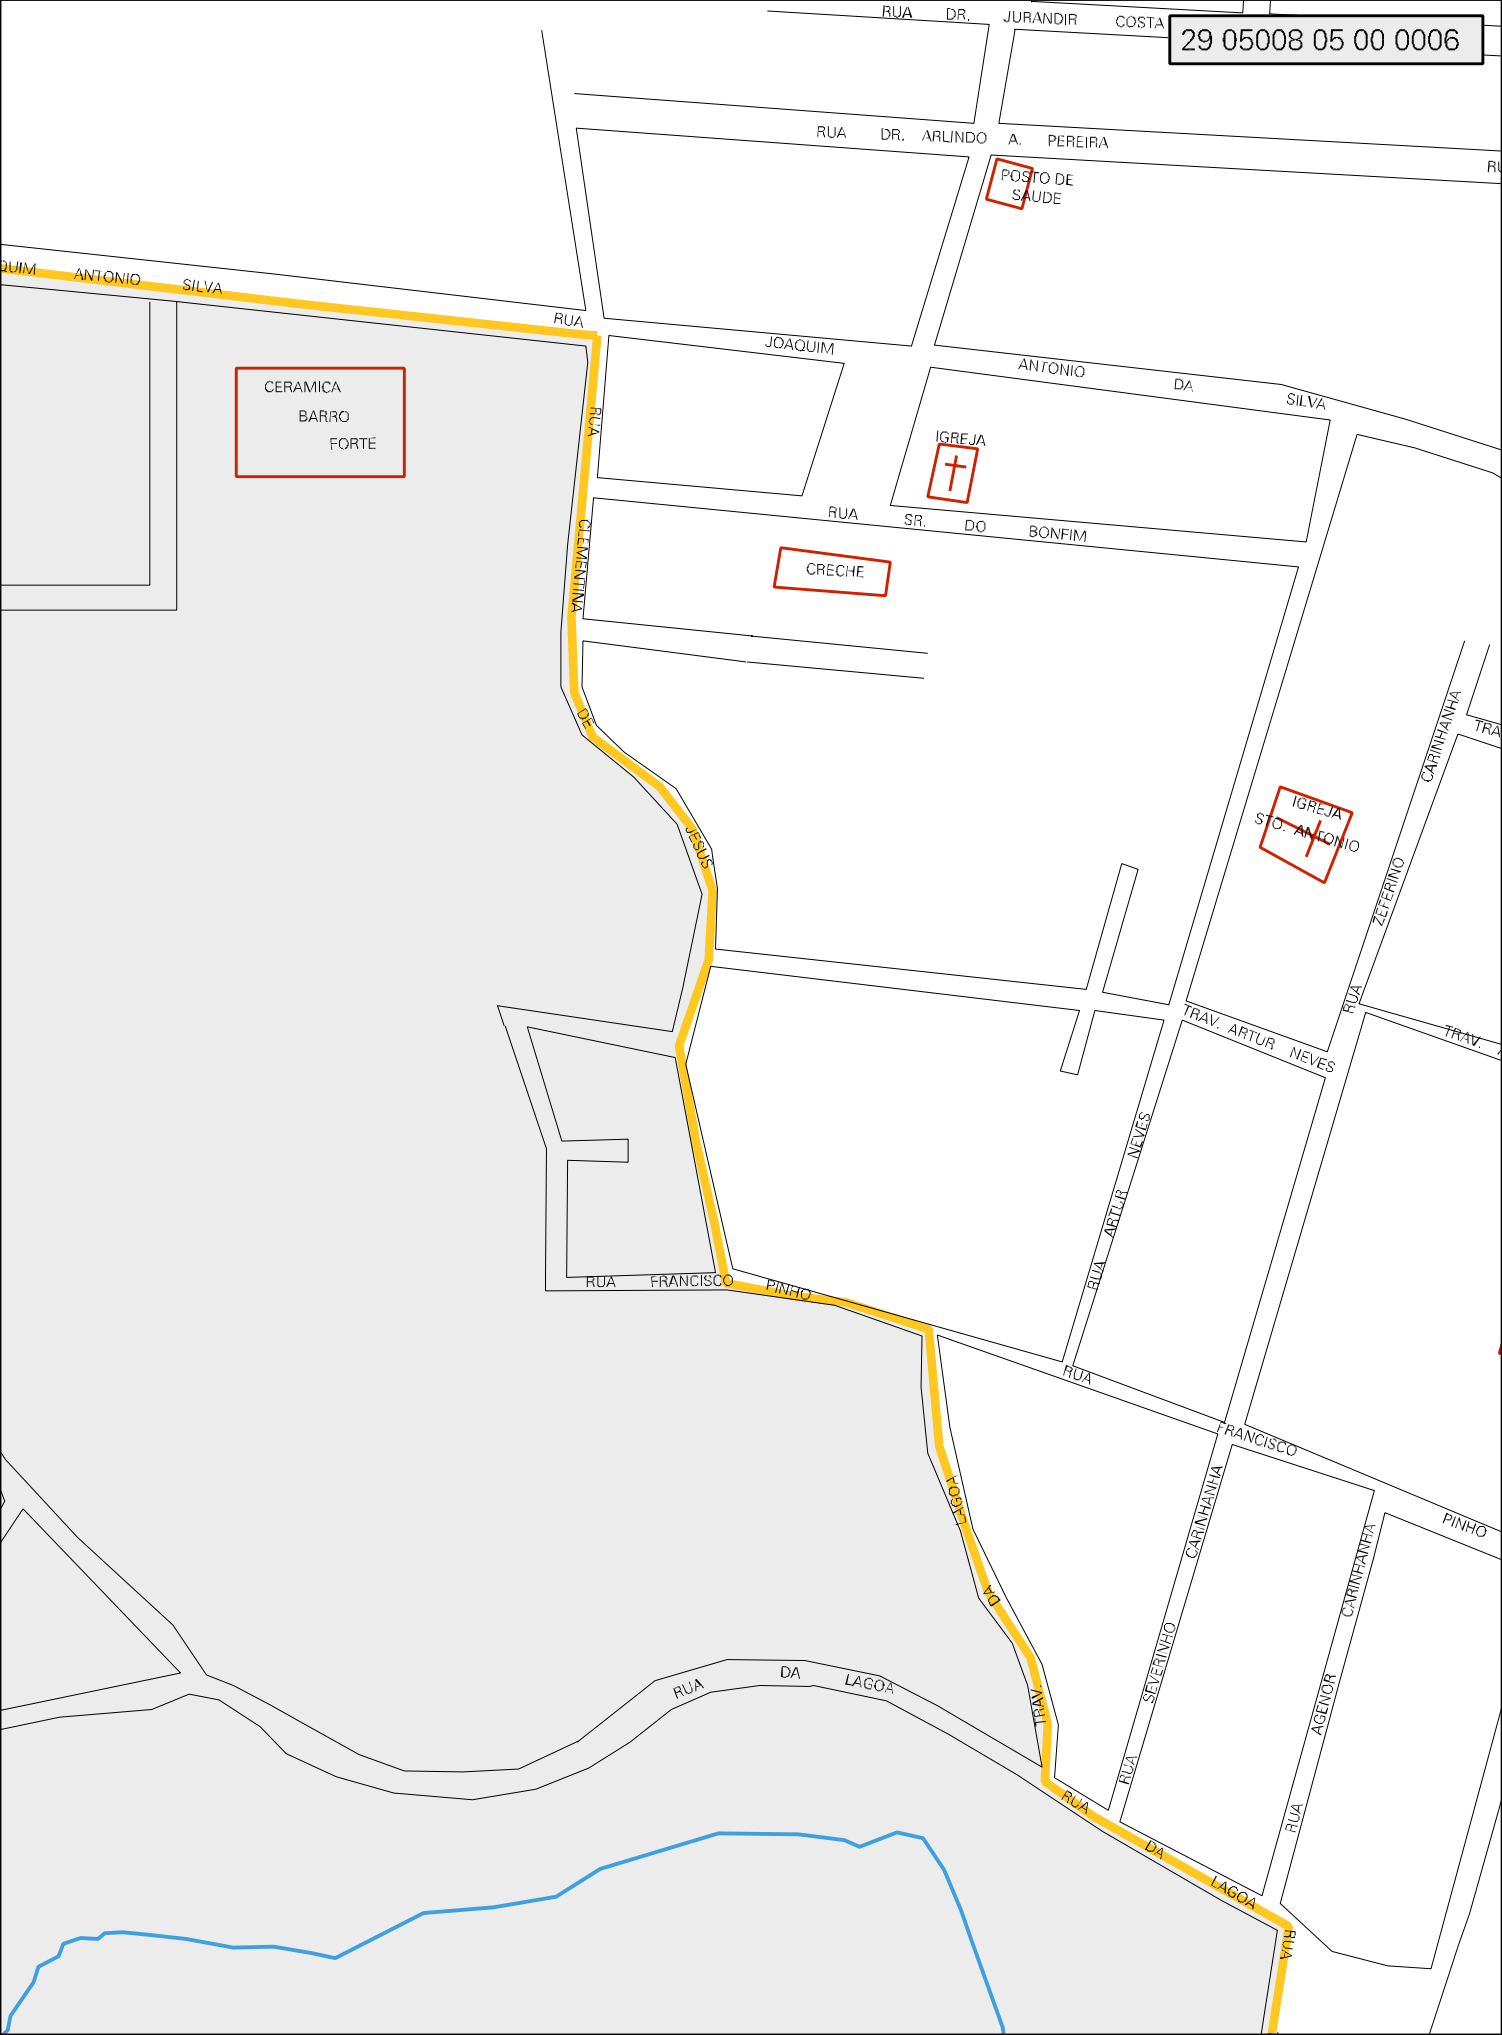 RUA DR. JURANDIR COSTA
29 05008 05 00 0006
RUA DR. ARLINDO A. PEREIRA
POSTO DE
SAUDE
QUIM ANTONIO SILVA
RUA JOAQUIM ANTONIO DA SILVA
CERAMICA
BARRO
FORTE
RUA CLEMENTINA DE JESUS
IGREJA
RUA SR. DO BONFIM
CRECHE
RUA ZEFERINO CARINHANHA
TRA
IGREJA
STO. ANTONIO
TRAV. ARTUR NEVES
TRAV.
RUA ARTUR NEVES
RUA FRANCISCO PINHO
RUA FRANCISCO PINHO
TRAV. DA LAGOA
RUA SEVERINHO CARINHANHA
RUA AGENOR CARINHANHA
RUA DA LAGOA
RUA DA LAGOA
RUA